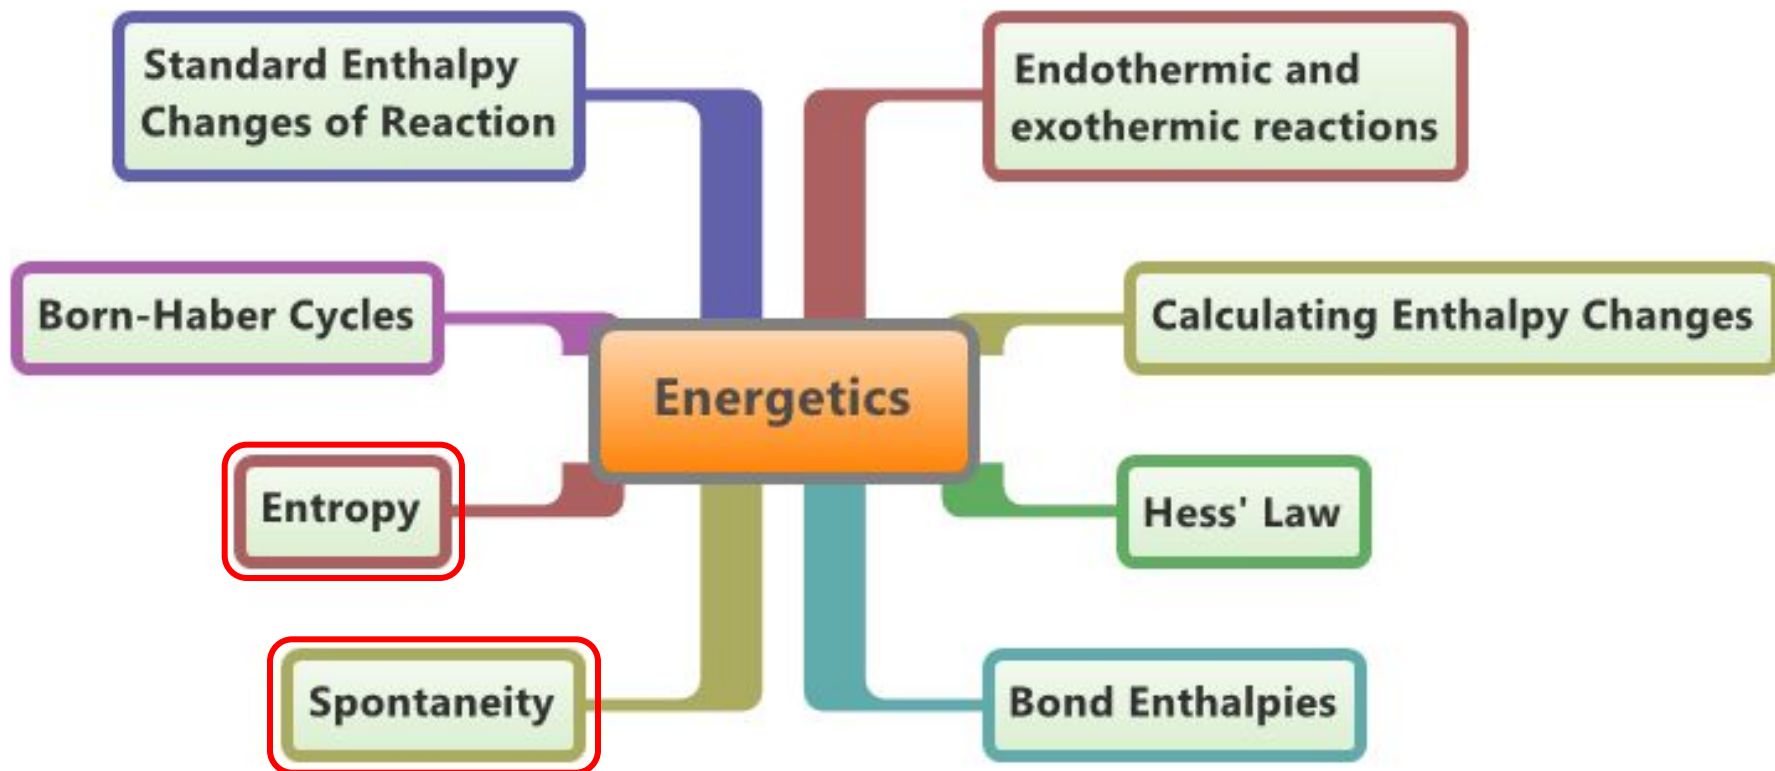 Standard Enthalpy
Changes of Reaction
Endothermic and
exothermic reactions
Born-Haber Cycles
Calculating Enthalpy Changes
Energetics
Entropy
Hess' Law
Spontaneity
Bond Enthalpies